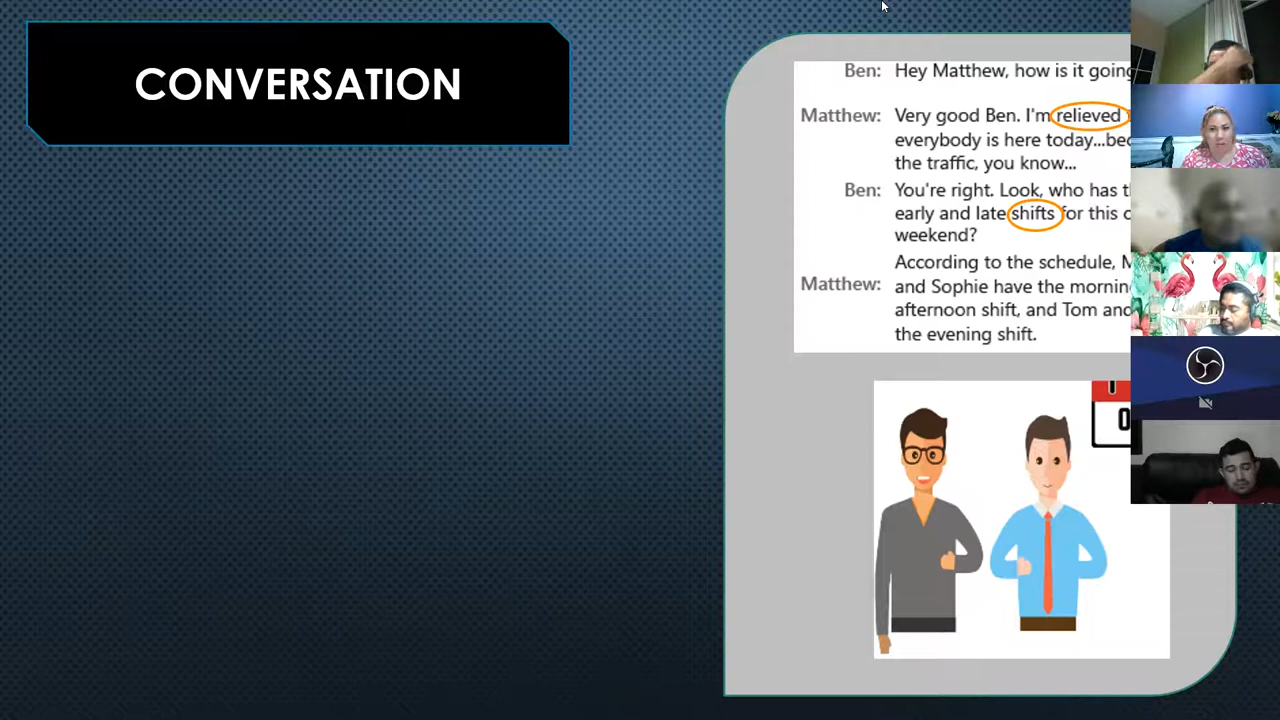 CONVERSATION
Ben: Hey Matthew, how is it going
Matthew: Very good Ben. I'm relieved
everybody is here today...bec
the traffic, you know...
Ben: You're right. Look, who has th
early and late shifts for this c
weekend?
According to the schedule, M
Matthew: and Sophie have the mornin
afternoon shift, and Tom and
the evening shift.
0